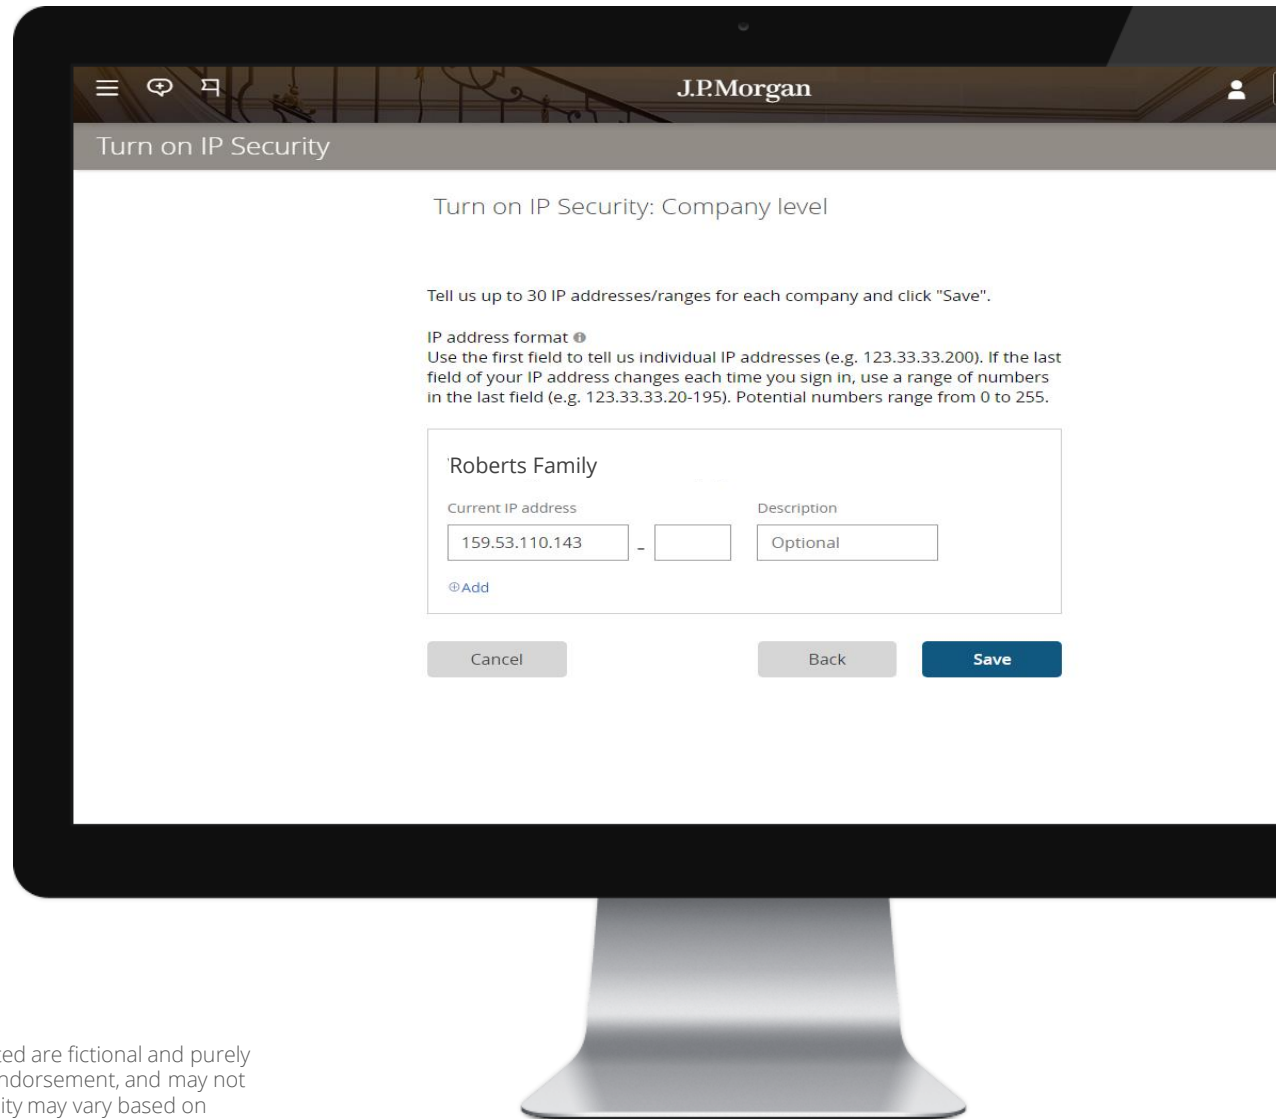 J.P.Morgan
Turn on IP Security
Turn on IP Security: Company level
Tell us up to 30 IP addresses/ranges for each company and click "Save".
IP address format
Use the first field to tell us individual IP addresses (e.g. 123.33.33.200). If the last
field of your IP address changes each time you sign in, use a range of numbers
in the last field (e.g. 123.33.33.20-195). Potential numbers range from 0 to 255.
Roberts Family
Current IP address Description
159.53.110.143 - Optional
Add
Cancel Back Save
are fictional and purely
and may not
may vary based on